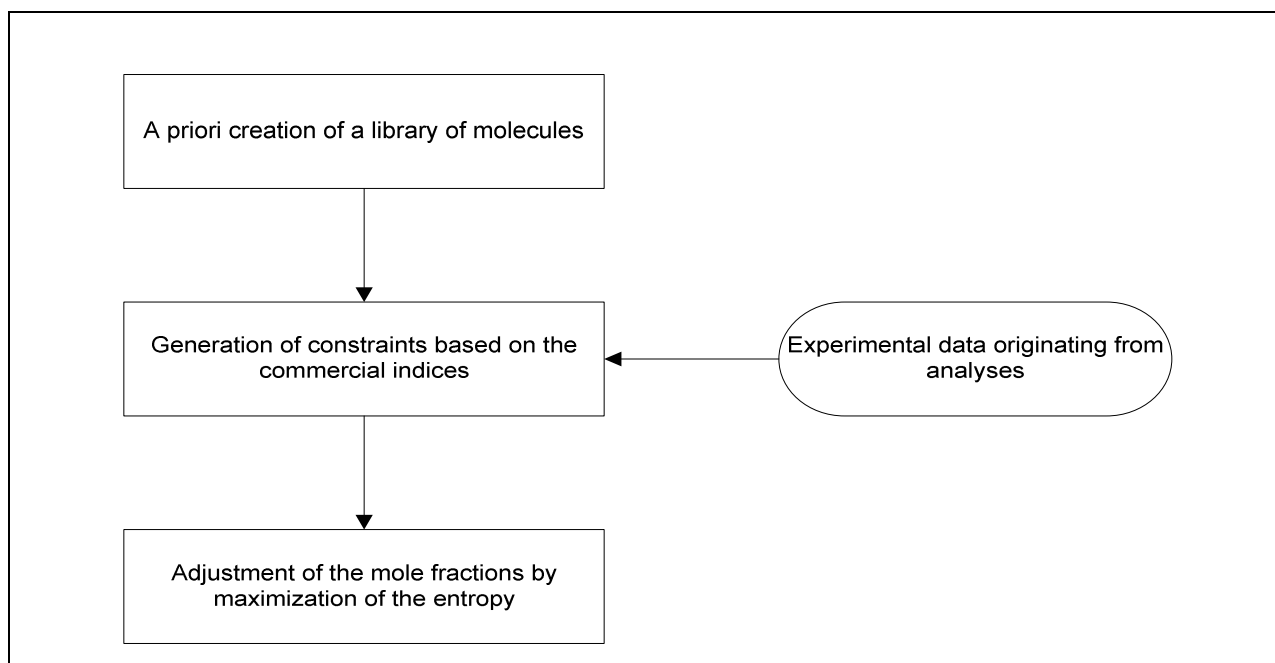 A priori creation of a library of molecules
Generation of constraints based on the
commercial indices
Experimental data originating from
analyses
Adjustment of the mole fractions by
maximization of the entropy